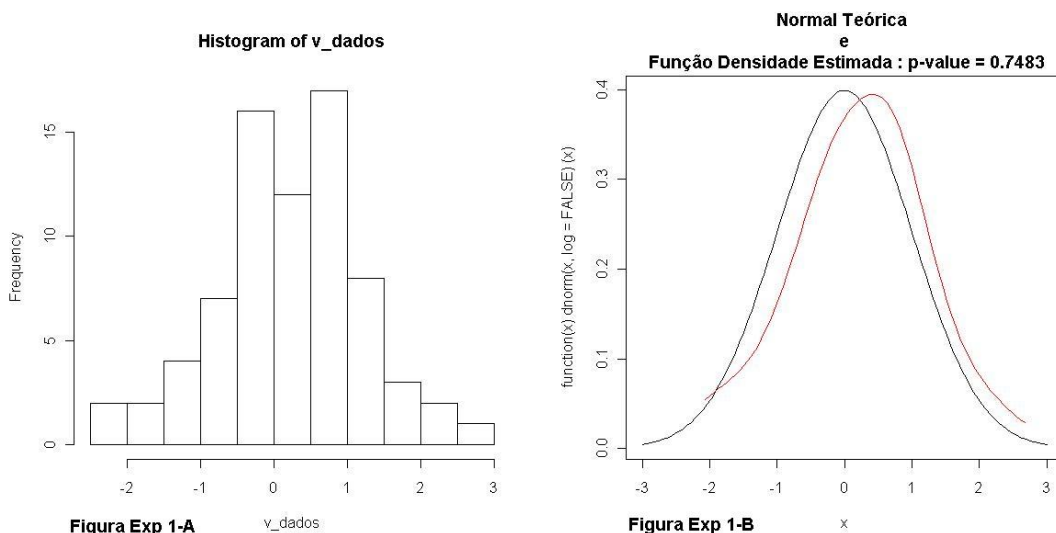 Histogram of v_dados
Frequency
0
5
10
15
-2 -1 0 1 2 3
v_dados
Figura Exp 1-A
Normal Teórica
e
Função Densidade Estimada : p-value = 0.7483
function(x) dnorm(x, log = FALSE) (x)
0.0
0.1
0.2
0.3
0.4
-3 -2 -1 0 1 2 3
x
Figura Exp 1-B